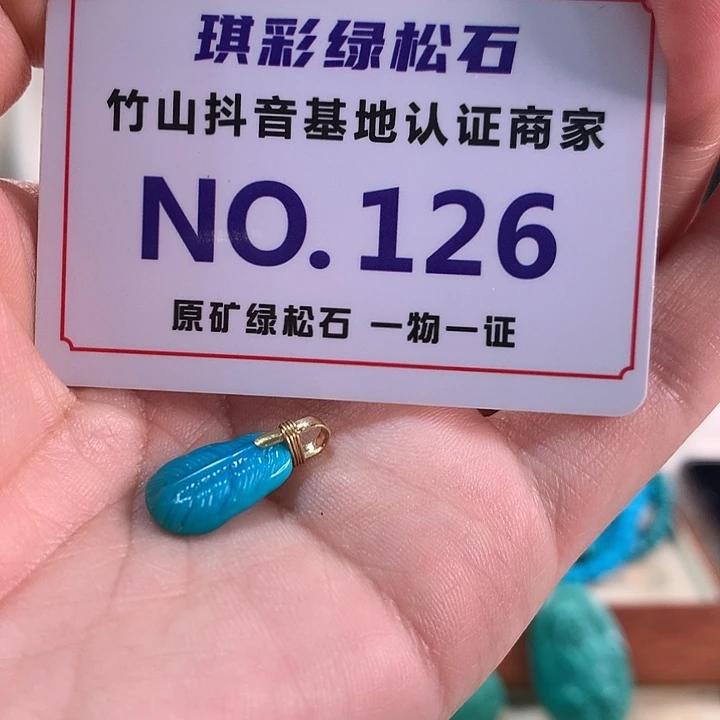 琪彩绿松石
竹山抖音基地认证商家
NO.126
原矿绿松石 一物一证